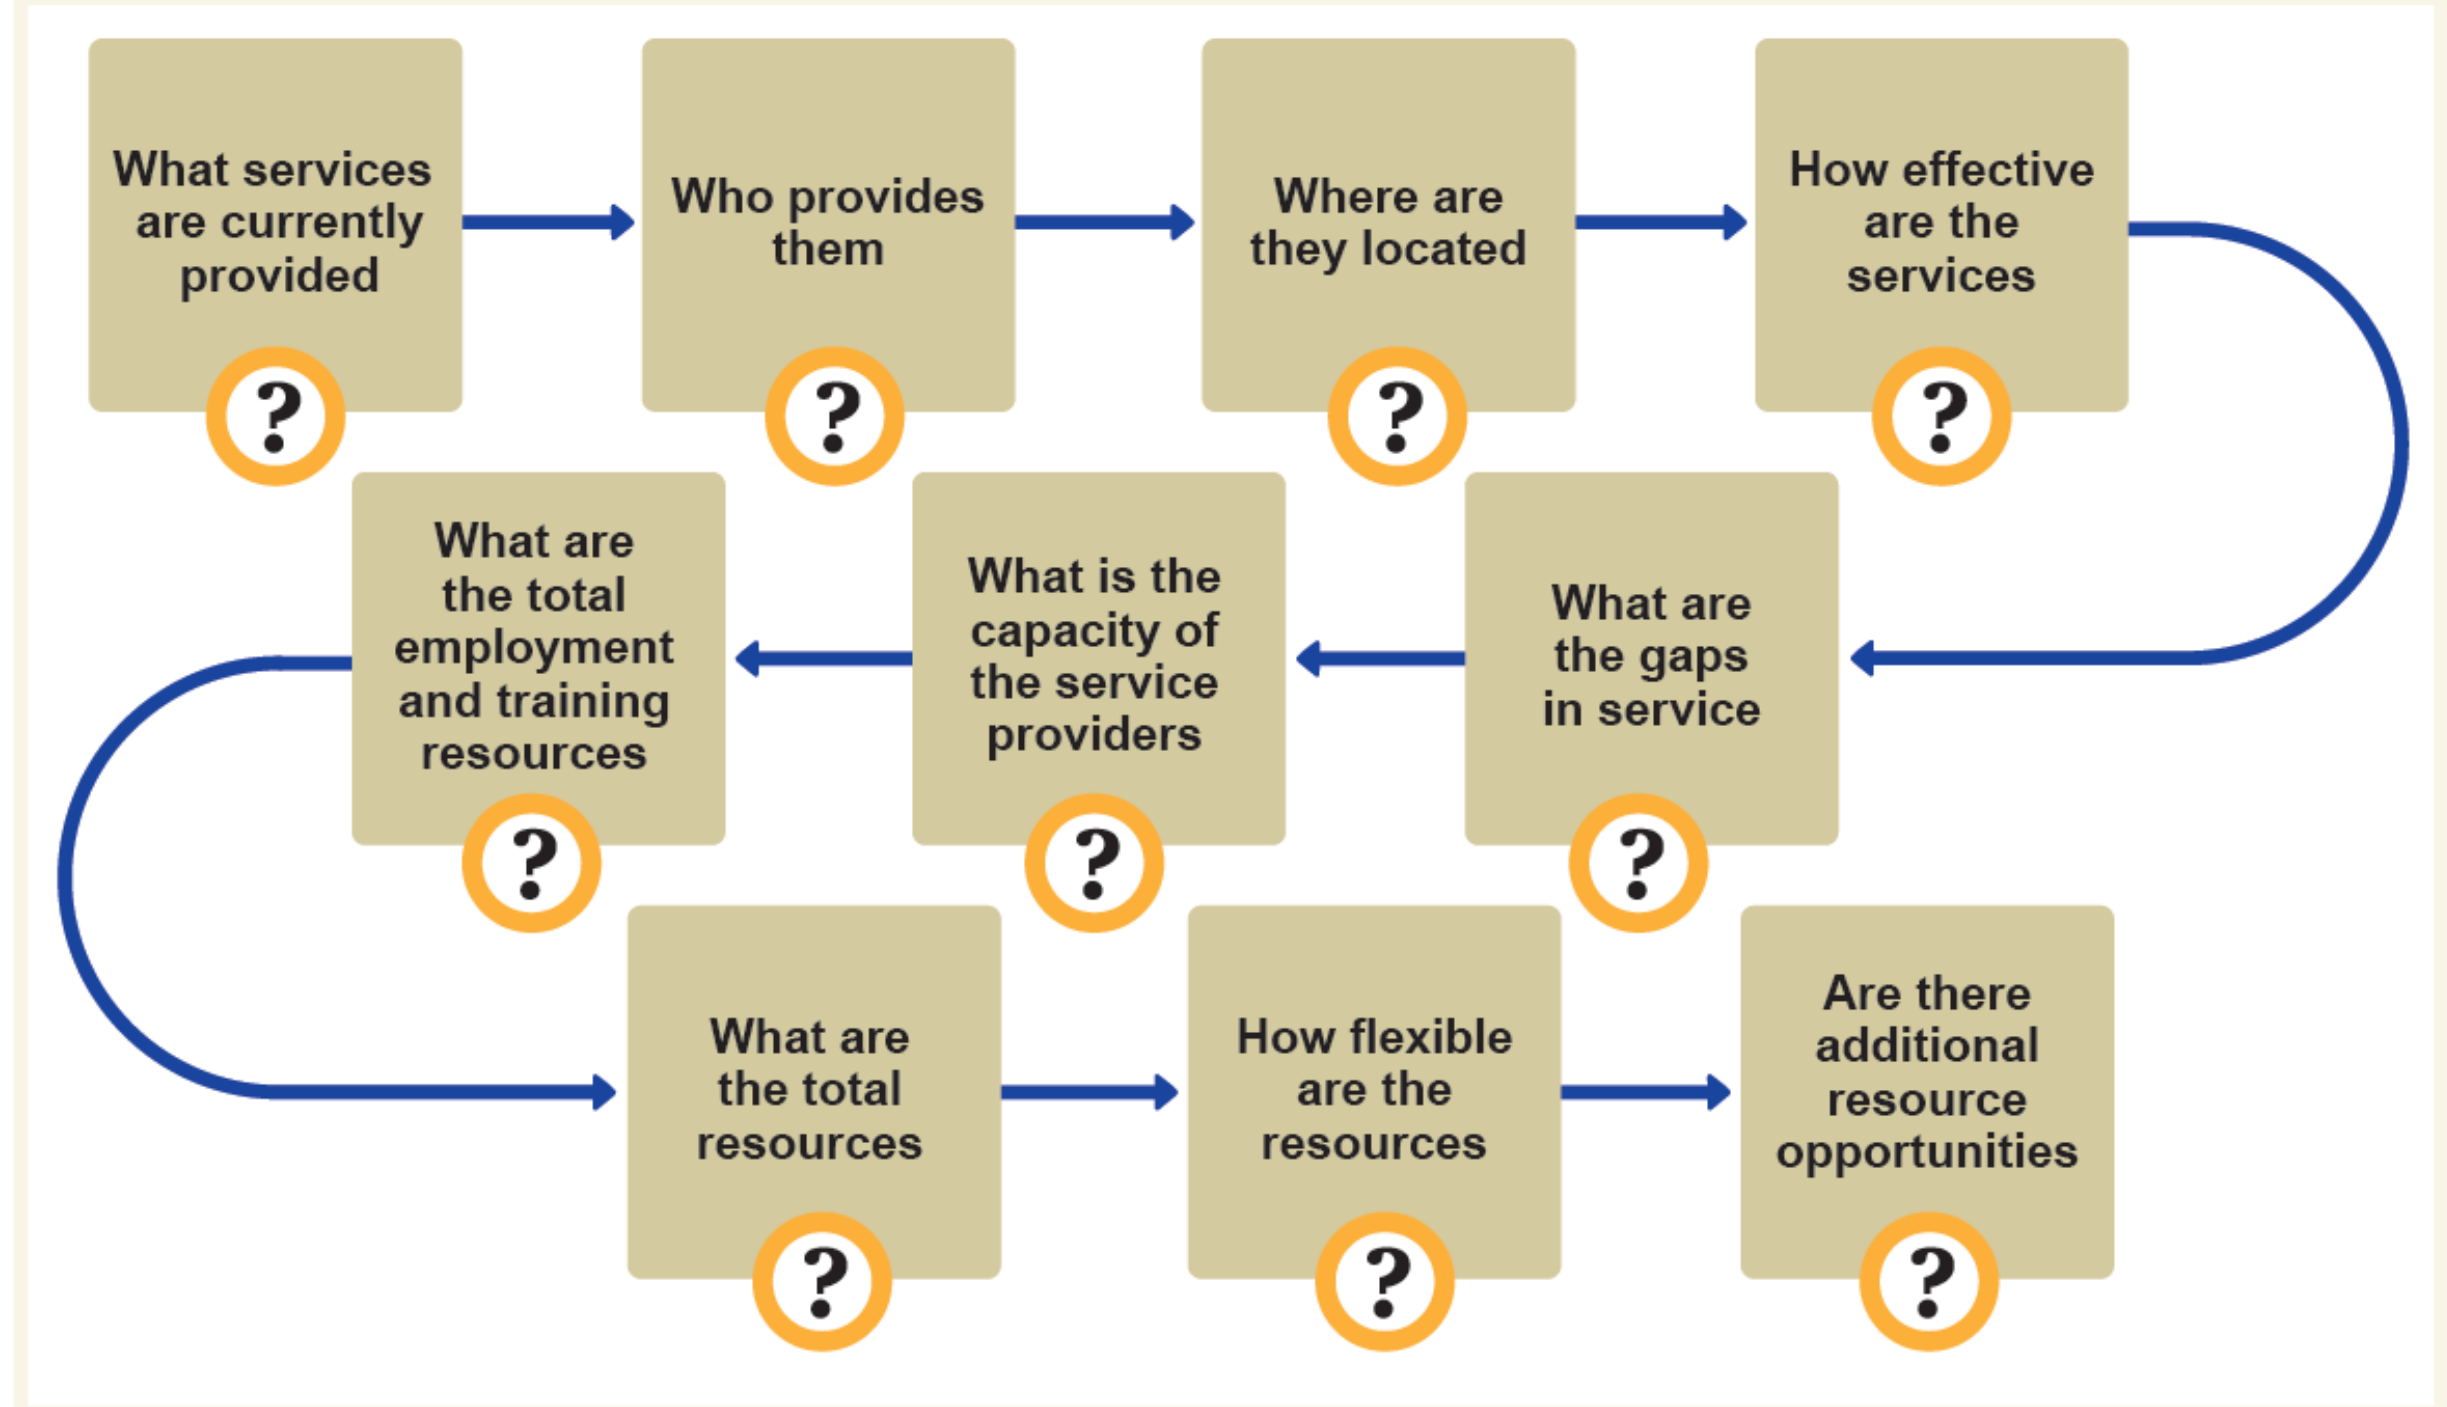 What services
are currently
provided
?
Who provides
them
?
Where are
they located
?
How effective
are the
services
?
What are
the gaps
in service
?
What is the
capacity of
the service
providers
?
What are
the total
employment
and training
resources
?
What are
the total
resources
?
How flexible
are the
resources
?
Are there
additional
resource
opportunities
?